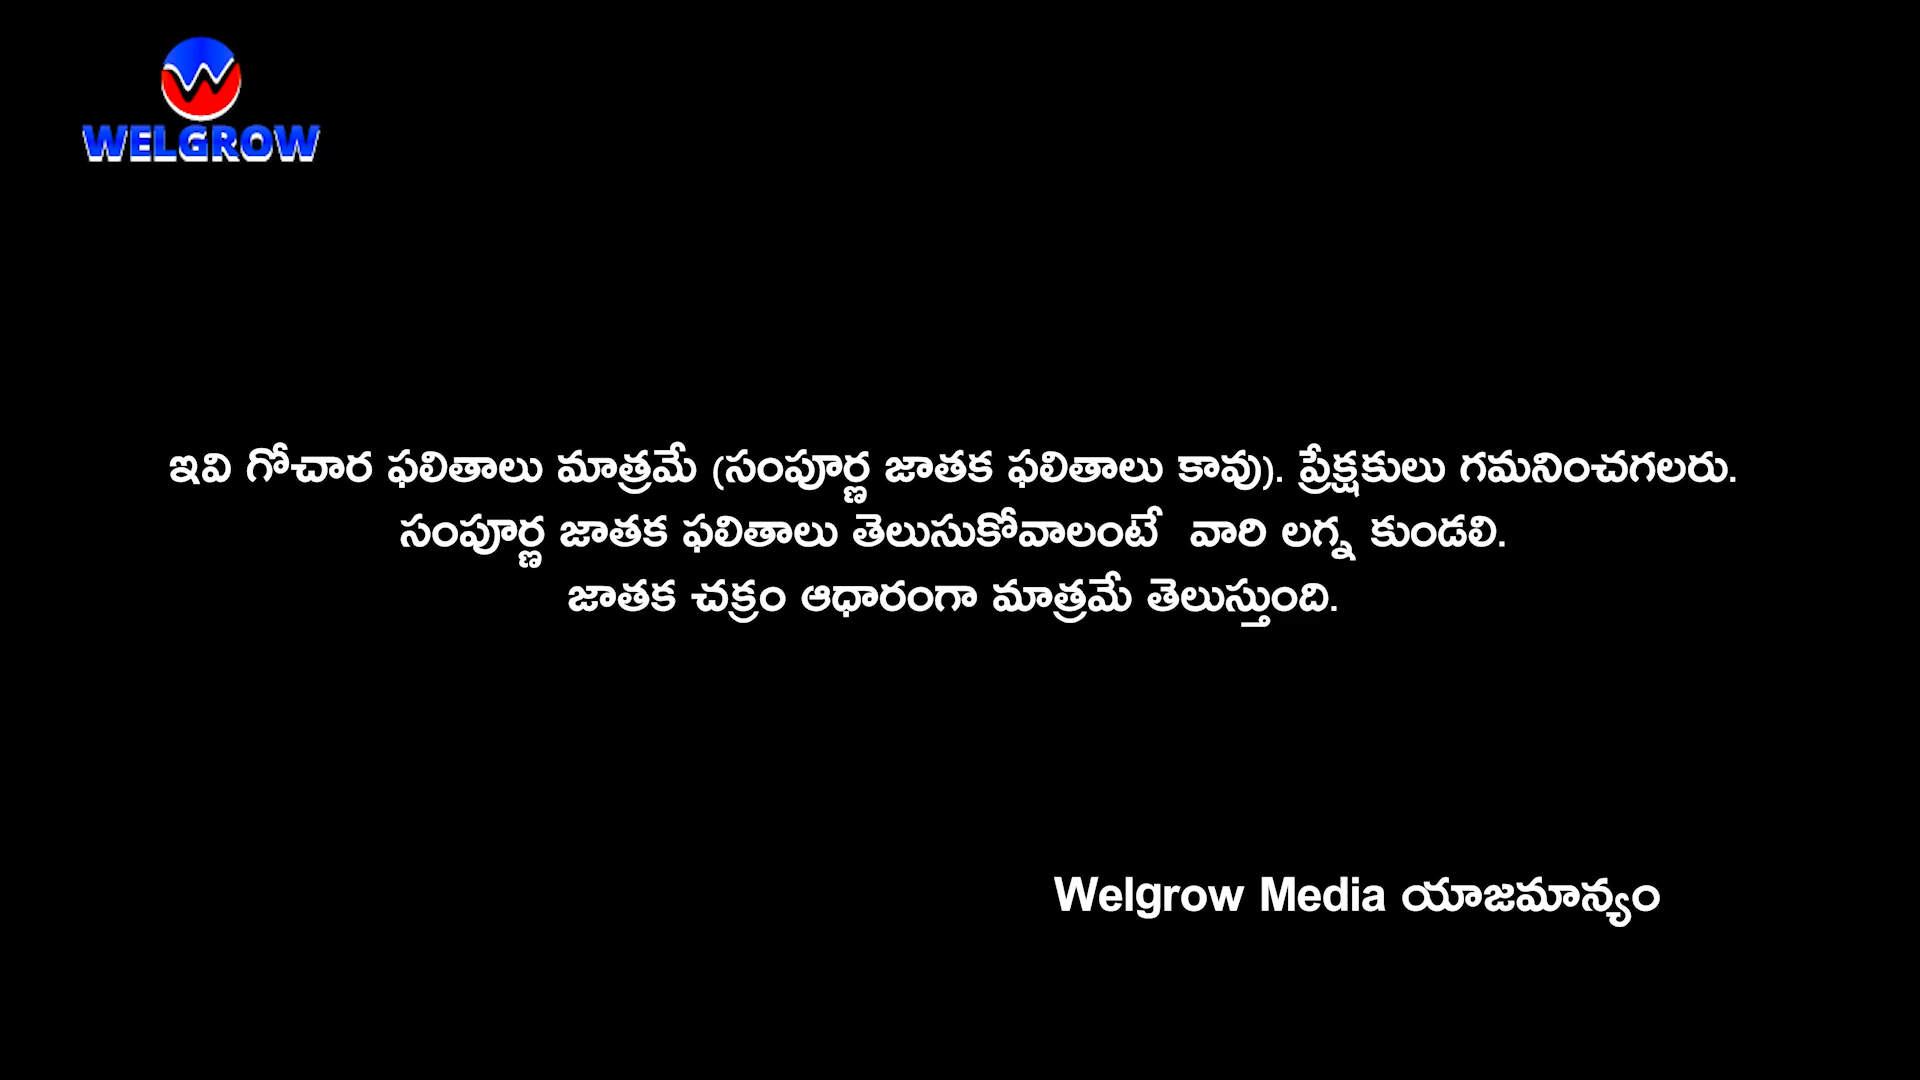 WELGROW
ఇవి గోచార ఫలితాలు మాత్రమే (సంపూర్ణ జాతక ఫలితాలు కావు). ప్రేక్షకులు గమనించగలరు.
సంపూర్ణ జాతక ఫలితాలు తెలుసుకోవాలంటే వారి లగ్న కుండలి.
జాతక చక్రం ఆధారంగా మాత్రమే తెలుస్తుంది.
Welgrow Media యాజమాన్యం